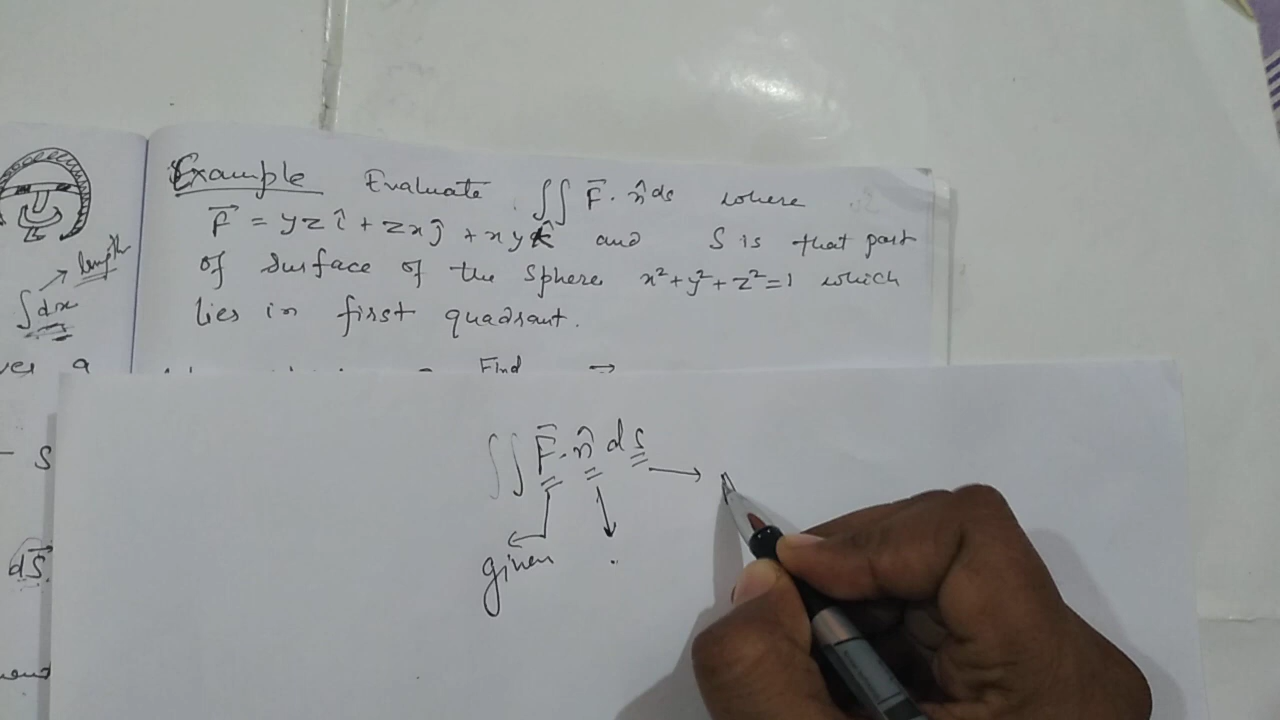 Example Evaluate ∬ F⃗ . n̂ ds where
F⃗ = yz î + zx ĵ + xy k̂ and S is that part
of surface of the sphere x² + y² + z² = 1 which
lies in first quadrant.
length
∫dx
Find →
∬ F̄ . n̂ ds
given
S
dS⃗